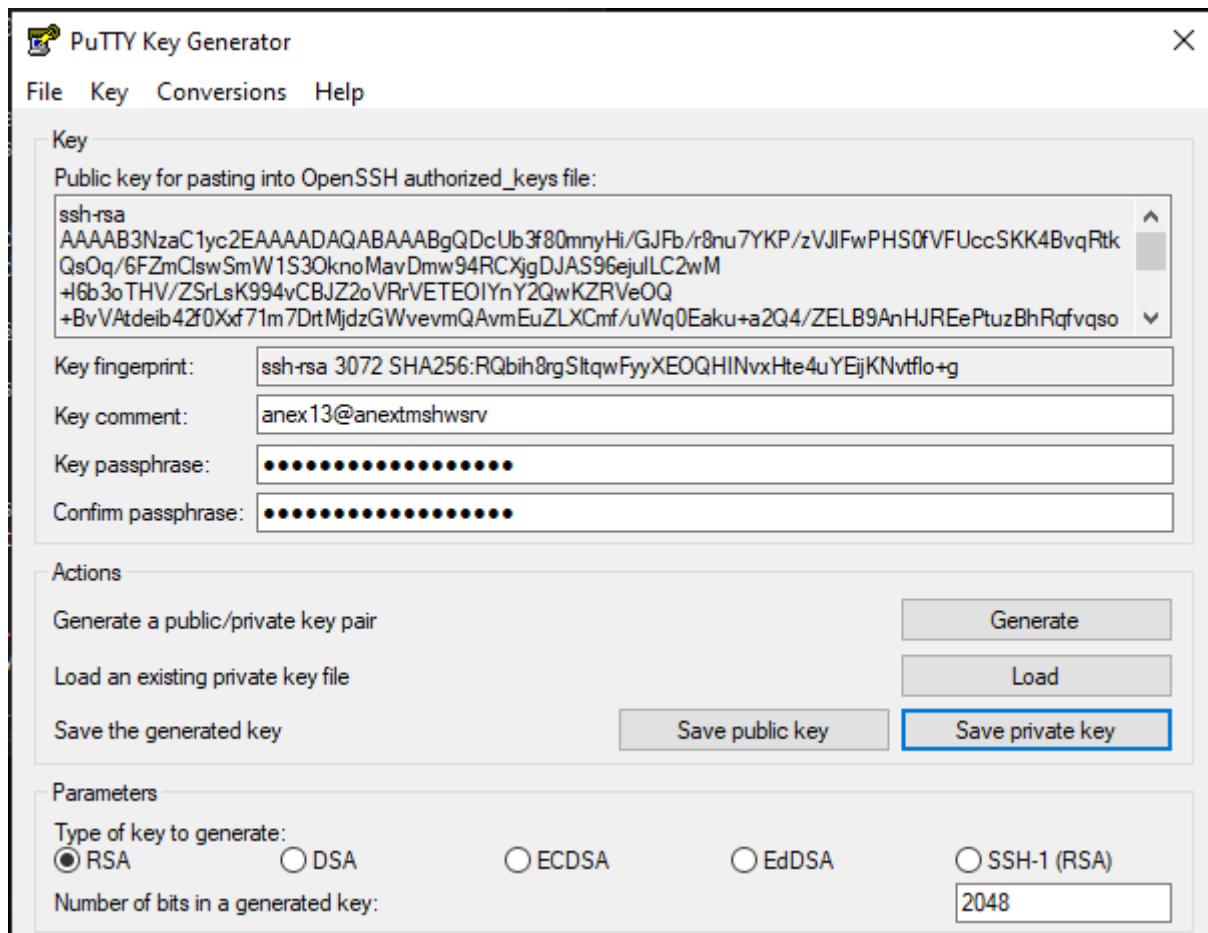 PuTTY Key Generator
File Key Conversions Help
Key
Public key for pasting into OpenSSH authorized_keys file:
ssh-rsa
AAAAB3NzaC1yc2EAAAADAQABAAABgQDcUb3f80mnyHi/GJFb/r8nu7YKP/zVJlFwPHS0fVFUccSKK4BvqRtk
QsOq/6FZmClswSmW1S3OknoMavDmw94RCXjgDJAS96ejuILC2wM
+I6b3oTHV/ZSrLsK994vCBJZ2oVRrVETEOIYnY2QwKZRVeOQ
+BvVAtdeib42f0Xxf71m7DrtMjdzGWvevmQAvmEuZLXCmf/uWq0Eaku+a2Q4/ZELB9AnHJREePtuzBhRqfvqso
Key fingerprint: ssh-rsa 3072 SHA256:RQbih8rgSItqwFyyXEOQHINvxHte4uYEijKNvtflo+g
Key comment: anex13@anextmshwsrv
Key passphrase: ●●●●●●●●●●●●●●●●●●
Confirm passphrase: ●●●●●●●●●●●●●●●●●●
Actions
Generate a public/private key pair Generate
Load an existing private key file Load
Save the generated key Save public key Save private key
Parameters
Type of key to generate:
RSA DSA ECDSA EdDSA SSH-1 (RSA)
Number of bits in a generated key: 2048